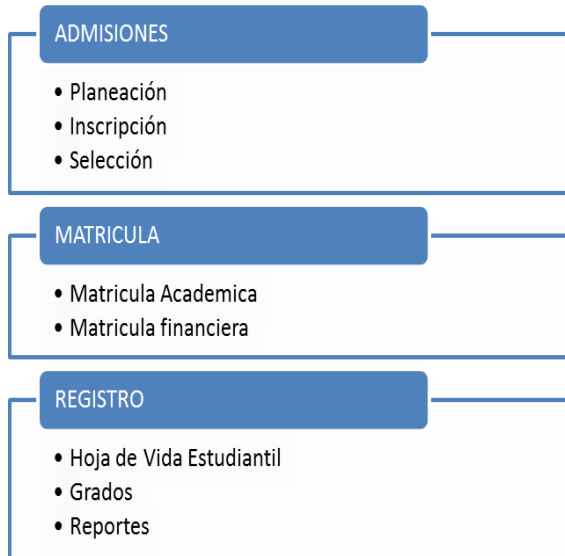 ADMISIONES
• Planeación
• Inscripción
• Selección
MATRICULA
• Matricula Academica
• Matricula financiera
REGISTRO
• Hoja de Vida Estudiantil
• Grados
• Reportes